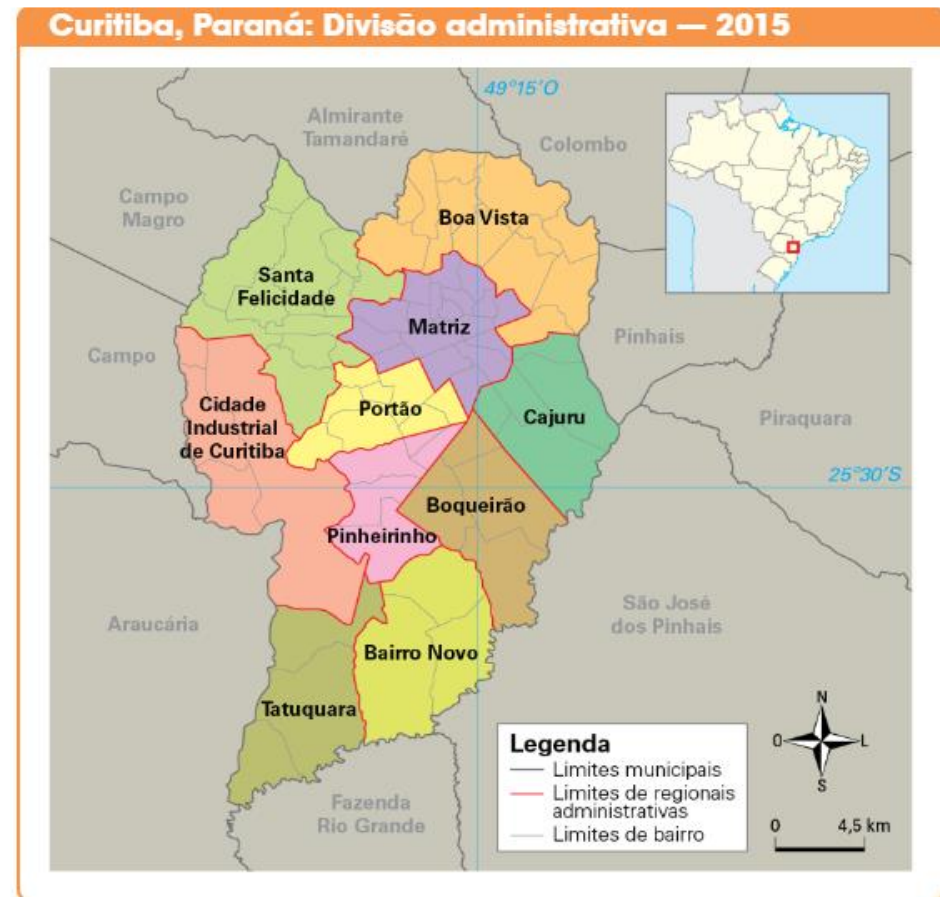 Curitiba, Paraná: Divisão administrativa — 2015
49°15'O
Almirante
Tamandaré
Colombo
Campo
Magro
Boa Vista
Santa
Felicidade
Matriz
Pinhais
Campo
Cidade
Industrial
de Curitiba
Portão
Cajuru
Piraquara
25°30'S
Boqueirão
Pinheirinho
Araucária
São José
dos Pinhais
Bairro Novo
Tatuquara
Fazenda
Rio Grande
Legenda
Limites municipais
Limites de regionais
administrativas
Limites de bairro
N
O
L
S
0
4,5 km